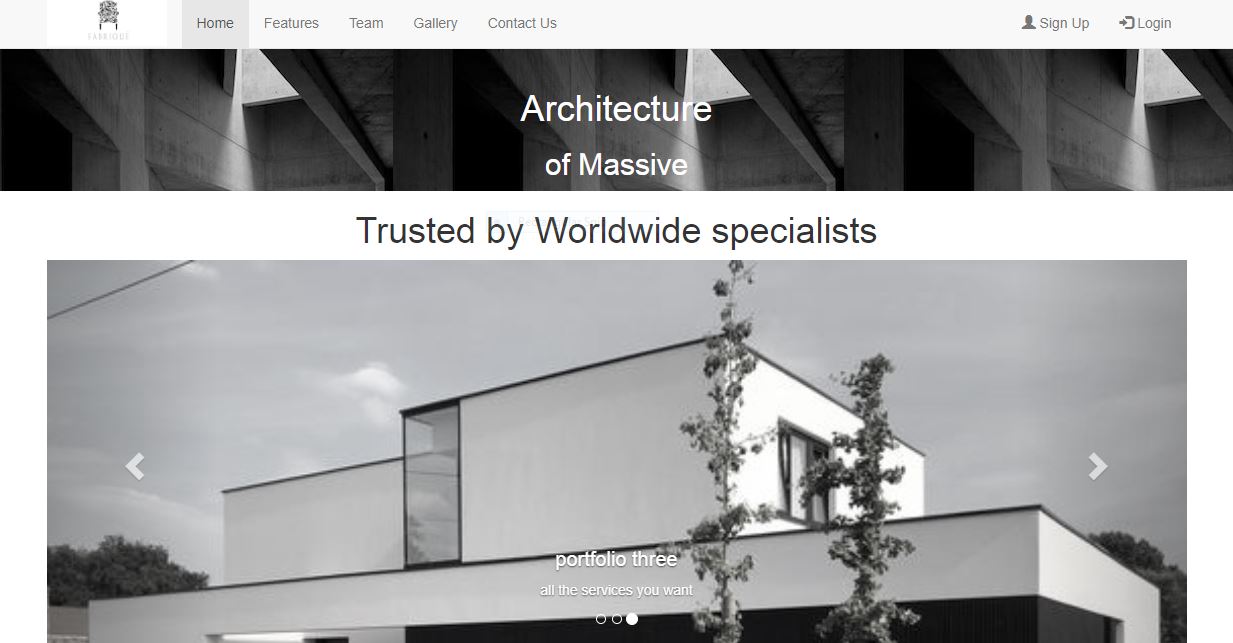 FABRIQUE
Home Features Team Gallery Contact Us Sign Up Login
Architecture
of Massive
Trusted by Worldwide specialists
portfolio three
all the services you want